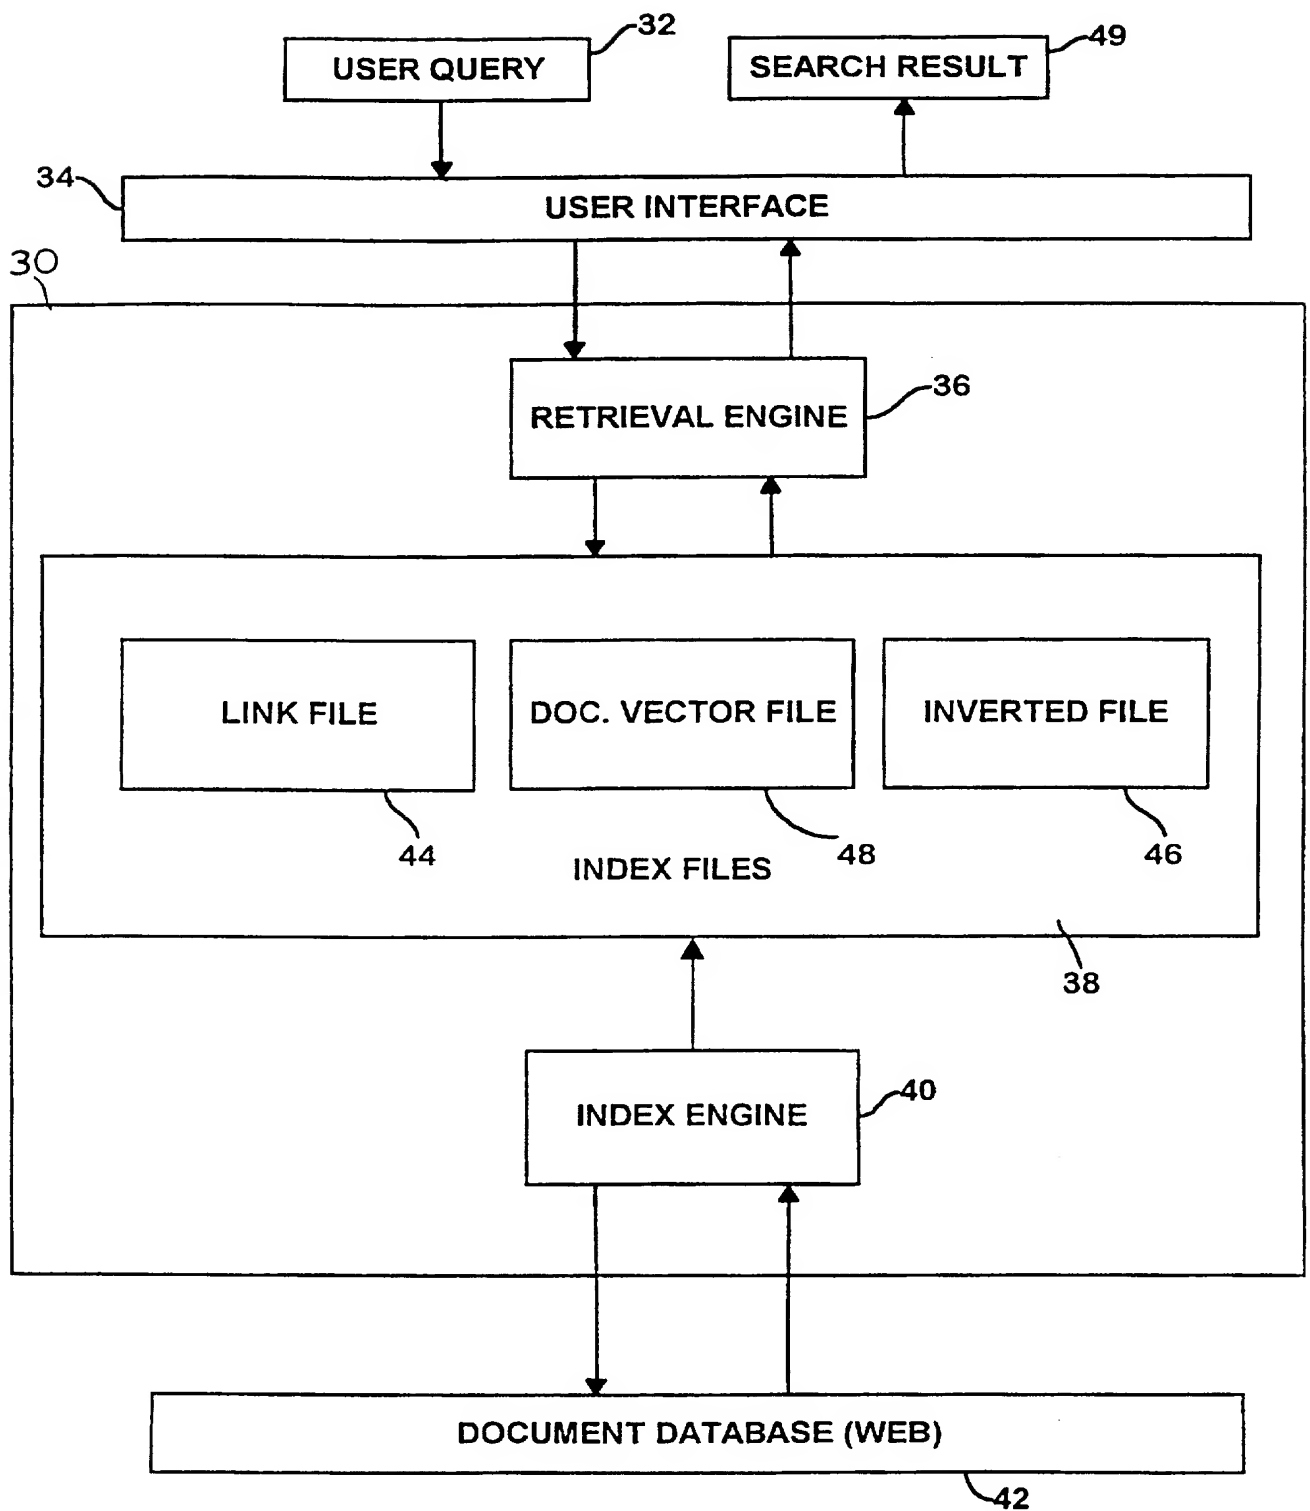 32
49
USER QUERY
SEARCH RESULT
34
USER INTERFACE
30
36
RETRIEVAL ENGINE
LINK FILE
DOC. VECTOR FILE
INVERTED FILE
44
48
46
INDEX FILES
38
40
INDEX ENGINE
DOCUMENT DATABASE (WEB)
42